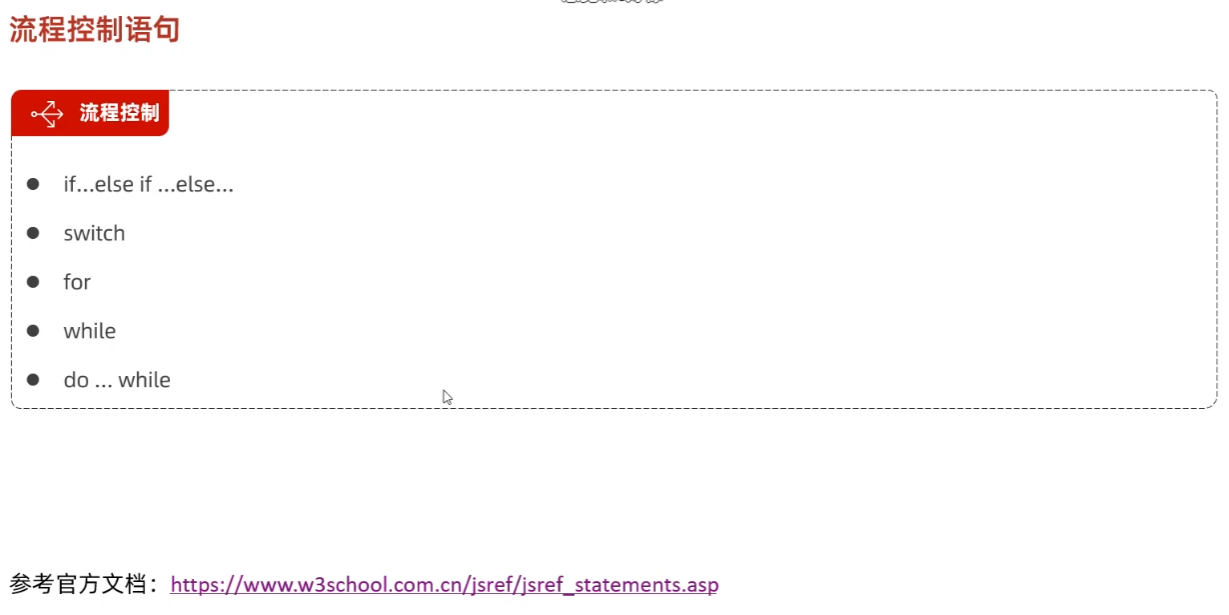 流程控制语句
流程控制
● if...else if ...else...
● switch
● for
● while
● do ... while
参考官方文档：https://www.w3school.com.cn/jsref/jsref_statements.asp